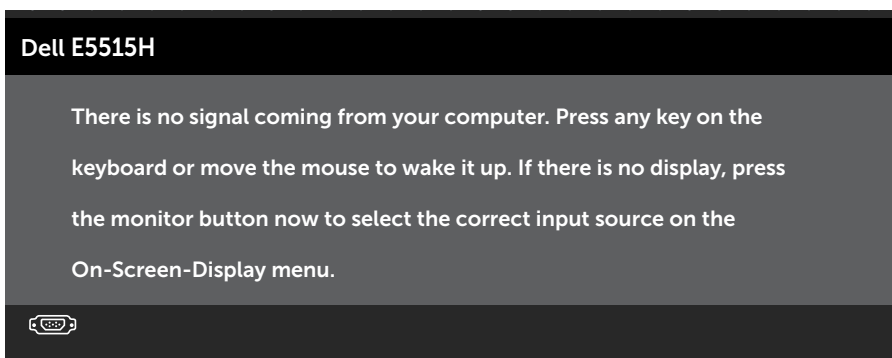 Dell E5515H
There is no signal coming from your computer. Press any key on the
keyboard or move the mouse to wake it up. If there is no display, press
the monitor button now to select the correct input source on the
On-Screen-Display menu.